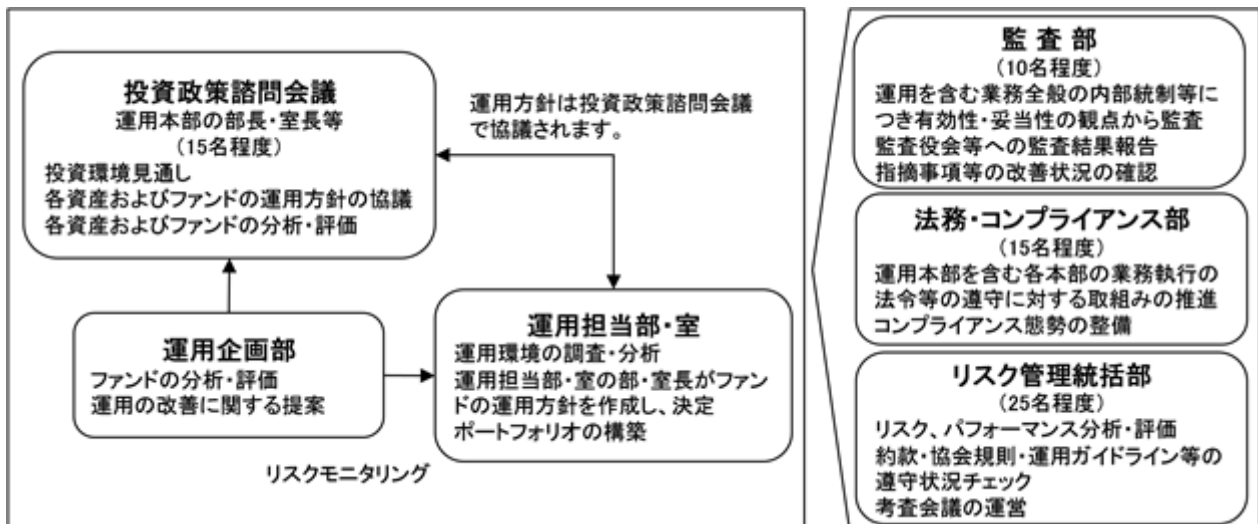 投資政策諮問会議
運用本部の部長・室長等
(15名程度)
投資環境見通し
各資産およびファンドの運用方針の協議
各資産およびファンドの分析・評価
運用方針は投資政策諮問会議
で協議されます。
運用企画部
ファンドの分析・評価
運用の改善に関する提案
運用担当部・室
運用環境の調査・分析
運用担当部・室の部・室長がファン
ドの運用方針を作成し、決定
ポートフォリオの構築
リスクモニタリング
監 査 部
(10名程度)
運用を含む業務全般の内部統制等に
つき有効性・妥当性の観点から監査
監査役会等への監査結果報告
指摘事項等の改善状況の確認
法務・コンプライアンス部
(15名程度)
運用本部を含む各本部の業務執行の
法令等の遵守に対する取組みの推進
コンプライアンス態勢の整備
リスク管理統括部
(25名程度)
リスク、パフォーマンス分析・評価
約款・協会規則・運用ガイドライン等の
遵守状況チェック
考査会議の運営